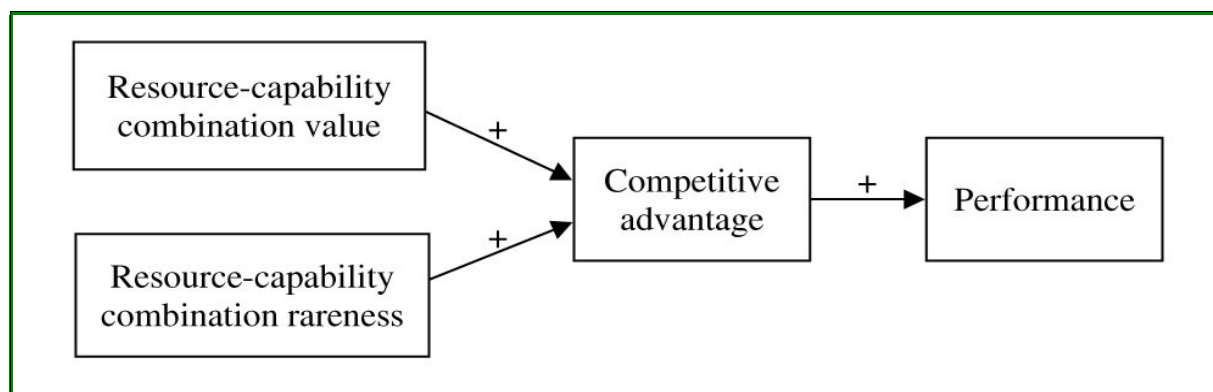 Resource-capability
combination value
+
Competitive
advantage
+
Performance
+
Resource-capability
combination rareness